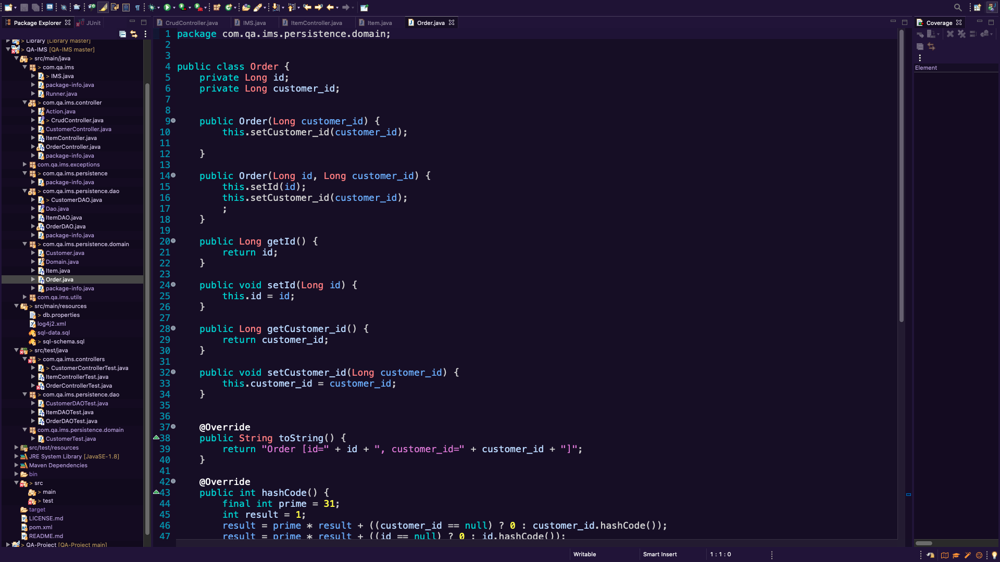 Package Explorer
JUnit
CrudController.java
IMS.java
ItemController.java
Item.java
Order.java
Coverage
Library [Library master]
> QA-IMS [QA-IMS master]
> src/main/java
> com.qa.ims
> IMS.java
package-info.java
Runner.java
> com.qa.ims.controller
Action.java
> CrudController.java
CustomerController.java
ItemController.java
OrderController.java
package-info.java
com.qa.ims.exceptions
> com.qa.ims.persistence
package-info.java
> com.qa.ims.persistence.dao
> CustomerDAO.java
Dao.java
ItemDAO.java
OrderDAO.java
package-info.java
> com.qa.ims.persistence.domain
Customer.java
Domain.java
Item.java
Order.java
package-info.java
com.qa.ims.utils
> src/main/resources
> db.properties
log4j2.xml
sql-data.sql
> sql-schema.sql
> src/test/java
> com.qa.ims.controllers
> CustomerControllerTest.java
ItemControllerTest.java
OrderControllerTest.java
> com.qa.ims.persistence.dao
CustomerDAOTest.java
ItemDAOTest.java
OrderDAOTest.java
com.qa.ims.persistence.domain
CustomerTest.java
src/test/resources
JRE System Library [JavaSE-1.8]
Maven Dependencies
bin
> src
> main
> test
target
LICENSE.md
pom.xml
README.md
> QA-Project [QA-Project main]
1 package com.qa.ims.persistence.domain;
2
3
4 public class Order {
5 private Long id;
6 private Long customer_id;
7
8
9 public Order(Long customer_id) {
10 this.setCustomer_id(customer_id);
11
12 }
13
14 public Order(Long id, Long customer_id) {
15 this.setId(id);
16 this.setCustomer_id(customer_id);
17 ;
18 }
19
20 public Long getId() {
21 return id;
22 }
23
24 public void setId(Long id) {
25 this.id = id;
26 }
27
28 public Long getCustomer_id() {
29 return customer_id;
30 }
31
32 public void setCustomer_id(Long customer_id) {
33 this.customer_id = customer_id;
34 }
35
36
37 @Override
38 public String toString() {
39 return "Order [id=" + id + ", customer_id=" + customer_id + "]";
40 }
41
42 @Override
43 public int hashCode() {
44 final int prime = 31;
45 int result = 1;
46 result = prime * result + ((customer_id == null) ? 0 : customer_id.hashCode());
47 result = prime * result + ((id == null) ? 0 : id.hashCode());
Element
Writable
Smart Insert
1 : 1 : 0